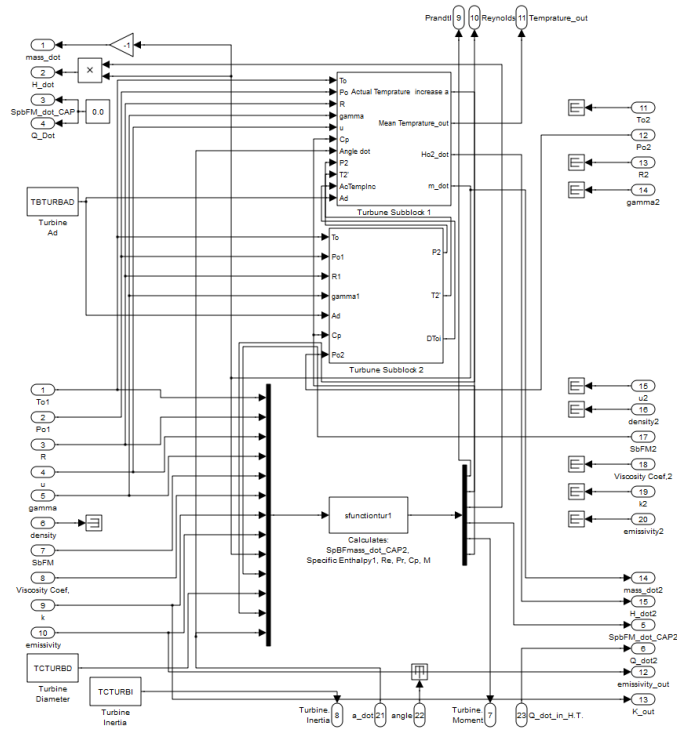 Prandtl 9
10 Reynolds
11 Temprature_out
1
mass_dot
-1
2
H_dot
×
3
SpbFM_dot_CAP
4
Q_Dot
0.0
To
Po
R
gamma
u
Cp
Angle dot
P2
T2'
AcTempInc
Ad
Actual Temprature increase a
Mean Temprature_out
Ho2_dot
m_dot
Turbune Subblock 1
11
To2
12
Po2
13
R2
14
gamma2
TBTURBAD
Turbine
Ad
To
Po1
R1
gamma1
Ad
Cp
Po2
P2
T2'
DToi
Turbune Subblock 2
1
To1
2
Po1
3
R
4
u
5
gamma
6
density
7
SbFM
8
Viscosity Coef,
9
k
10
emissivity
sfunctiontur1
Calculates:
SpBFmass_dot_CAP2,
Specific Enthalpy1, Re, Pr, Cp, M
15
u2
16
density2
17
SbFM2
18
Viscosity Coef,2
19
k2
20
emissivity2
14
mass_dot2
15
H_dot2
5
SpbFM_dot_CAP2
6
Q_dot2
12
emissivity_out
13
K_out
TCTURBD
Turbine
Diameter
TCTURBI
Turbine
Inertia
Turbine.
Inertia
8
a_dot 21
angle 22
Turbine.
Moment
7
23 Q_dot_in_H.T.